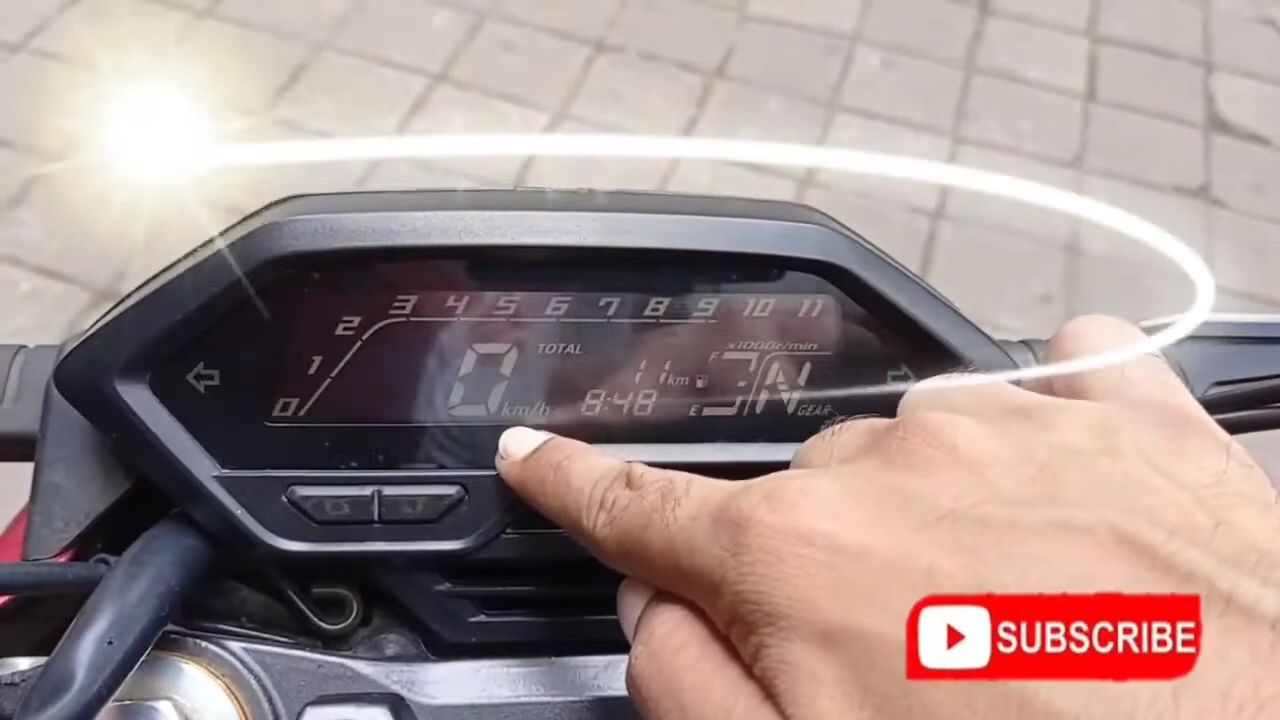 3 4 5 6 7 8 9 10 11
2
x1000r/min
TOTAL
F
1
11 km
N
0
0 km/h
8:48
E
GEAR
SUBSCRIBE